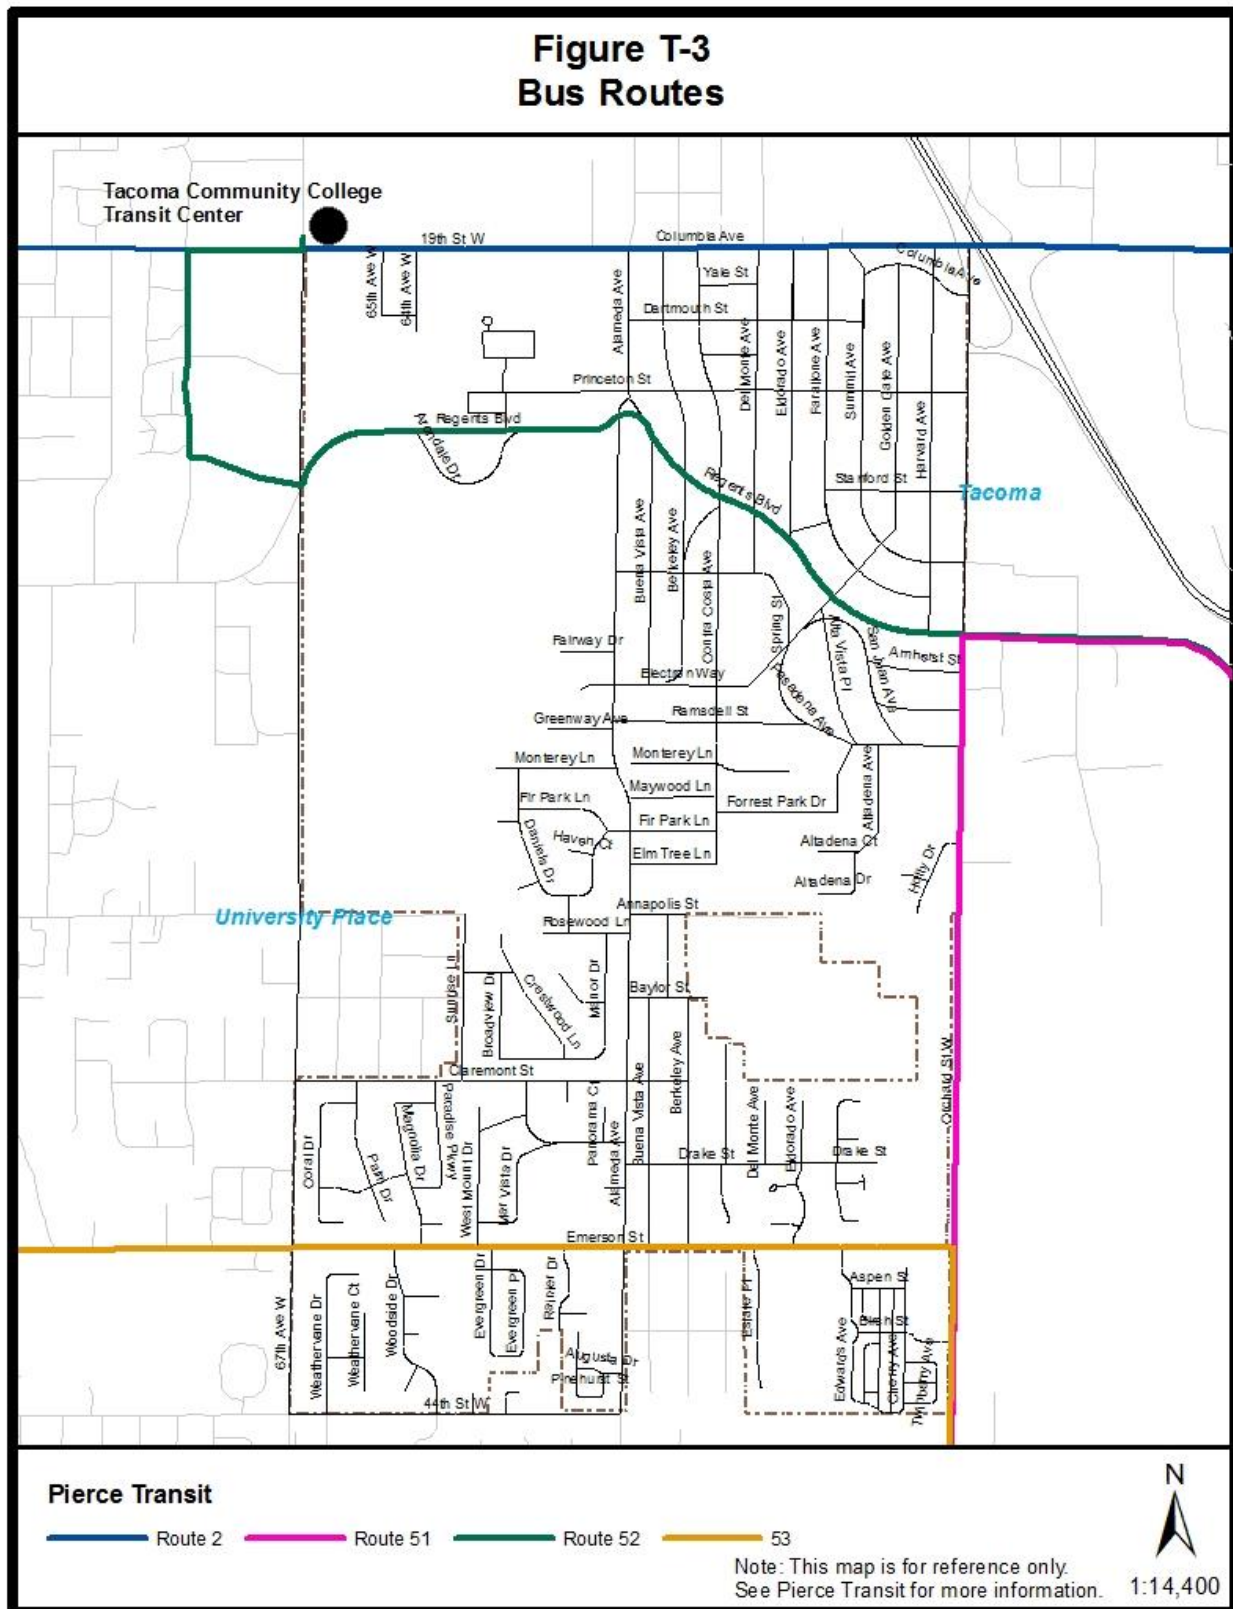 Figure T-3
Bus Routes
Tacoma Community College
Transit Center
19th St W
Columbia Ave
Columbia Ave
65th Ave W
64th Ave W
Alameda Ave
Yale St
Dartmouth St
Del Monte Ave
Eldorado Ave
Farallone Ave
Summit Ave
Golden Gate Ave
Harvard Ave
Princeton St
Regents Blvd
Arondale Dr
Regents Blvd
Stanford St
Tacoma
Buena Vista Ave
Berkeley Ave
Contra Costa Ave
Spring St
Alta Vista Pl
San Juan Ave
Amherst St
Fairway Dr
Electron Way
Pasadena Ave
Greenway Ave
Ramsdell St
Monterey Ln
Monterey Ln
Maywood Ln
Fir Park Ln
Forrest Park Dr
Altadena Ave
Fir Park Ln
Daniels Dr
Haven Ct
Elm Tree Ln
Altadena Ct
Altadena Dr
Holly Dr
University Place
Annapolis St
Rosewood Ln
Sunrise Ln
Broadview Dr
Crestwood Ln
Manor Dr
Baylor St
Berkeley Ave
Buena Vista Ave
Orchard St W
Claremont St
Coral Dr
Palm Dr
Magnolia Dr
Paradise Pkwy
West Mount Dr
Mar Vista Dr
Panorama Ct
Alameda Ave
Drake St
Del Monte Ave
Eldorado Ave
Drake St
Emerson St
67th Ave W
Weathervane Dr
Weathervane Ct
Woodside Dr
Evergreen Dr
Evergreen Pl
Rainier Dr
Augusta Dr
Pinehurst St
44th St W
Estate Pl
Aspen St
Birch St
Edwards Ave
Cherry Ave
Twinberry Ave
Pierce Transit
Route 2
Route 51
Route 52
53
N
Note: This map is for reference only.
See Pierce Transit for more information.
1:14,400